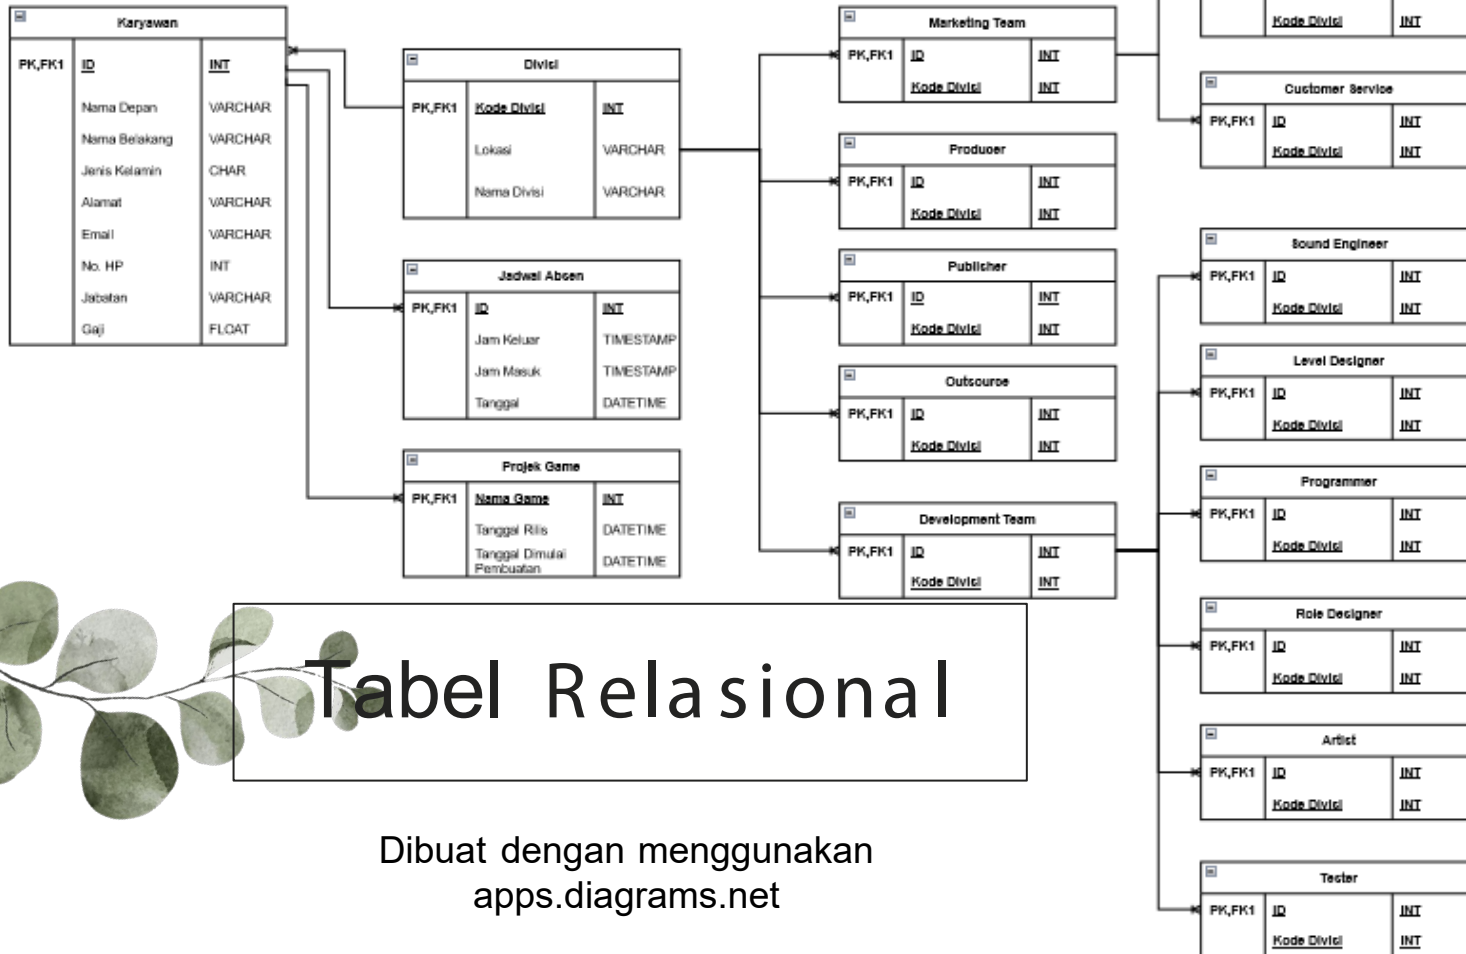 Karyawan
PK,FK1 ID INT
Nama Depan VARCHAR
Nama Belakang VARCHAR
Jenis Kelamin CHAR
Alamat VARCHAR
Email VARCHAR
No. HP INT
Jabatan VARCHAR
Gaji FLOAT
Divisi
PK,FK1 Kode Divisi INT
Lokasi VARCHAR
Nama Divisi VARCHAR
Jadwal Absen
PK,FK1 ID INT
Jam Keluar TIMESTAMP
Jam Masuk TIMESTAMP
Tanggal DATETIME
Projek Game
PK,FK1 Nama Game INT
Tanggal Rilis DATETIME
Tanggal Dimulai
Pembuatan DATETIME
Marketing Team
PK,FK1 ID INT
Kode Divisi INT
Producer
PK,FK1 ID INT
Kode Divisi INT
Publisher
PK,FK1 ID INT
Kode Divisi INT
Outsource
PK,FK1 ID INT
Kode Divisi INT
Development Team
PK,FK1 ID INT
Kode Divisi INT
Kode Divisi INT
Customer Service
PK,FK1 ID INT
Kode Divisi INT
Sound Engineer
PK,FK1 ID INT
Kode Divisi INT
Level Designer
PK,FK1 ID INT
Kode Divisi INT
Programmer
PK,FK1 ID INT
Kode Divisi INT
Role Designer
PK,FK1 ID INT
Kode Divisi INT
Artist
PK,FK1 ID INT
Kode Divisi INT
Tester
PK,FK1 ID INT
Kode Divisi INT
Tabel Relasional
Dibuat dengan menggunakan
apps.diagrams.net